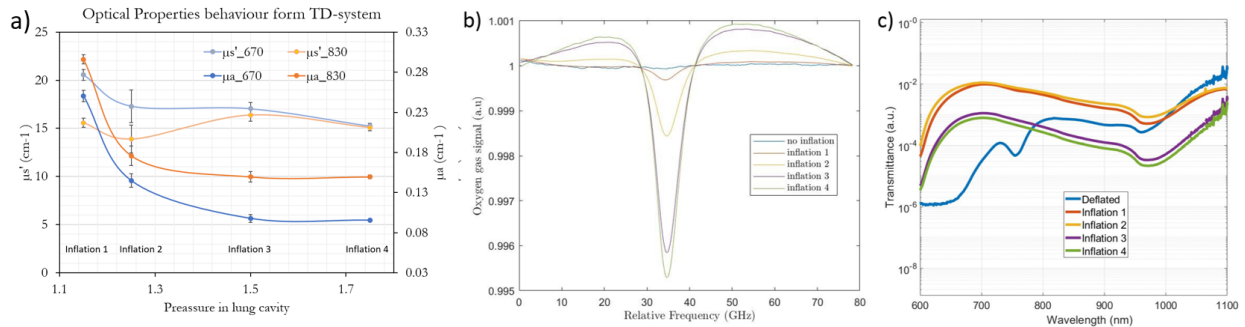 a)
Optical Properties behaviour form TD-system
25
20
15
10
5
0
μs' (cm-1)
μs'_670
μs'_830
μa_670
μa_830
0.33
0.28
0.23
0.18
0.13
0.08
0.03
μa (cm-1)
Inflation 1
Inflation 2
Inflation 3
Inflation 4
1.1
1.3
1.5
1.7
Preassure in lung cavity
b)
1.001
1
0.999
0.998
0.997
0.996
0.995
Oxygen gas signal (a.u)
no inflation
inflation 1
inflation 2
inflation 3
inflation 4
0
10
20
30
40
50
60
70
80
Relative Frequency (GHz)
c)
10^-0
10^-2
10^-4
10^-6
10^-8
Transmittance (a.u.)
Deflated
Inflation 1
Inflation 2
Inflation 3
Inflation 4
600
700
800
900
1000
1100
Wavelength (nm)